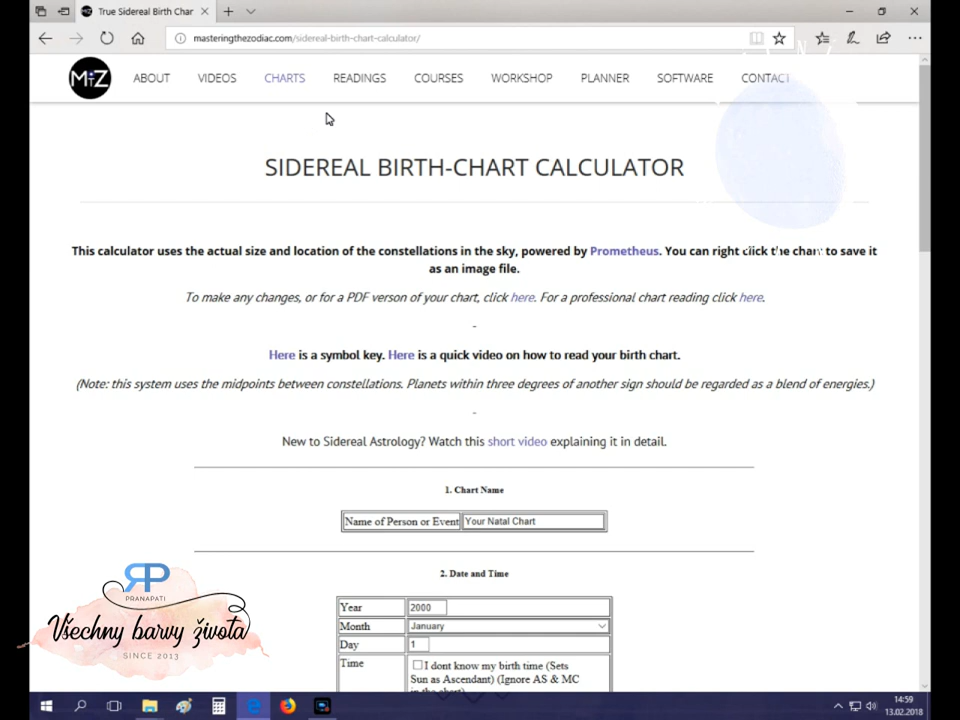 True Sidereal Birth Char
masteringthezodiac.com/sidereal-birth-chart-calculator/
MTZ
ABOUT VIDEOS CHARTS READINGS COURSES WORKSHOP PLANNER SOFTWARE CONTACT
SIDEREAL BIRTH-CHART CALCULATOR
This calculator uses the actual size and location of the constellations in the sky, powered by Prometheus. You can right click the chart to save it
as an image file.
To make any changes, or for a PDF verson of your chart, click here. For a professional chart reading click here.
-
Here is a symbol key. Here is a quick video on how to read your birth chart.
(Note: this system uses the midpoints between constellations. Planets within three degrees of another sign should be regarded as a blend of energies.)
-
New to Sidereal Astrology? Watch this short video explaining it in detail.
1. Chart Name
Name of Person or Event Your Natal Chart
2. Date and Time
Year 2000
Month January
Day 1
Time I dont know my birth time (Sets
Sun as Ascendant) (Ignore AS & MC
in the chart)
RP
PRANAPATI
Všechny barvy života
SINCE 2013
14:59
13.02.2018